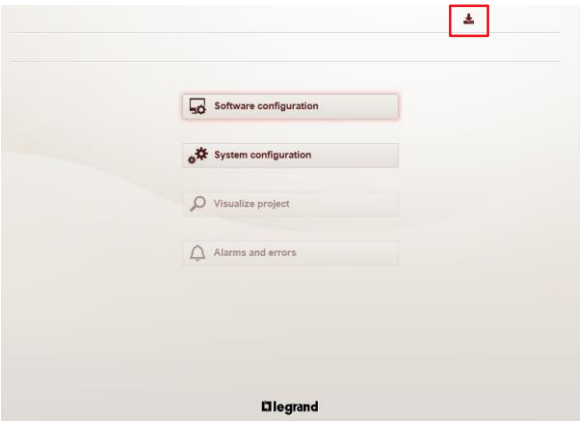 Software configuration
System configuration
Visualize project
Alarms and errors
legrand